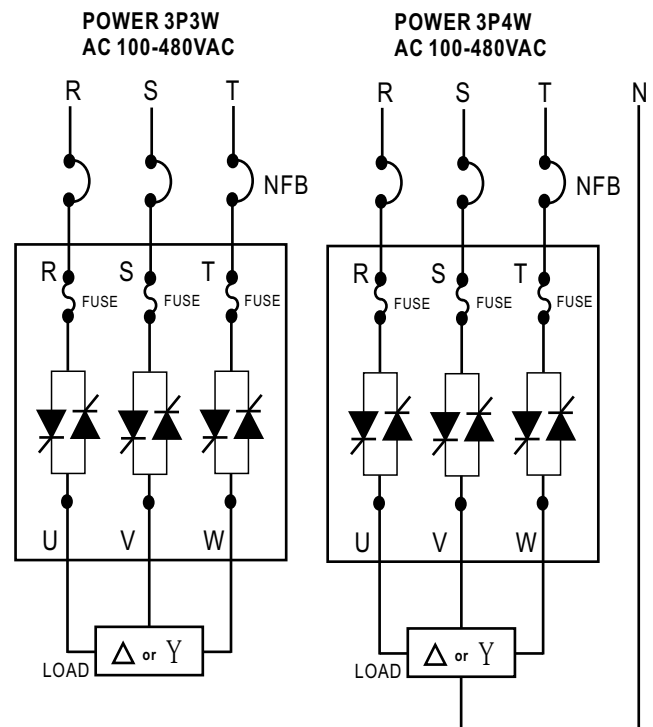 POWER 3P3W
AC 100-480VAC
R S T
NFB
R S T
FUSE FUSE FUSE
U V W
LOAD
Δ or Y
POWER 3P4W
AC 100-480VAC
R S T N
NFB
R S T
FUSE FUSE FUSE
U V W
LOAD
Δ or Y